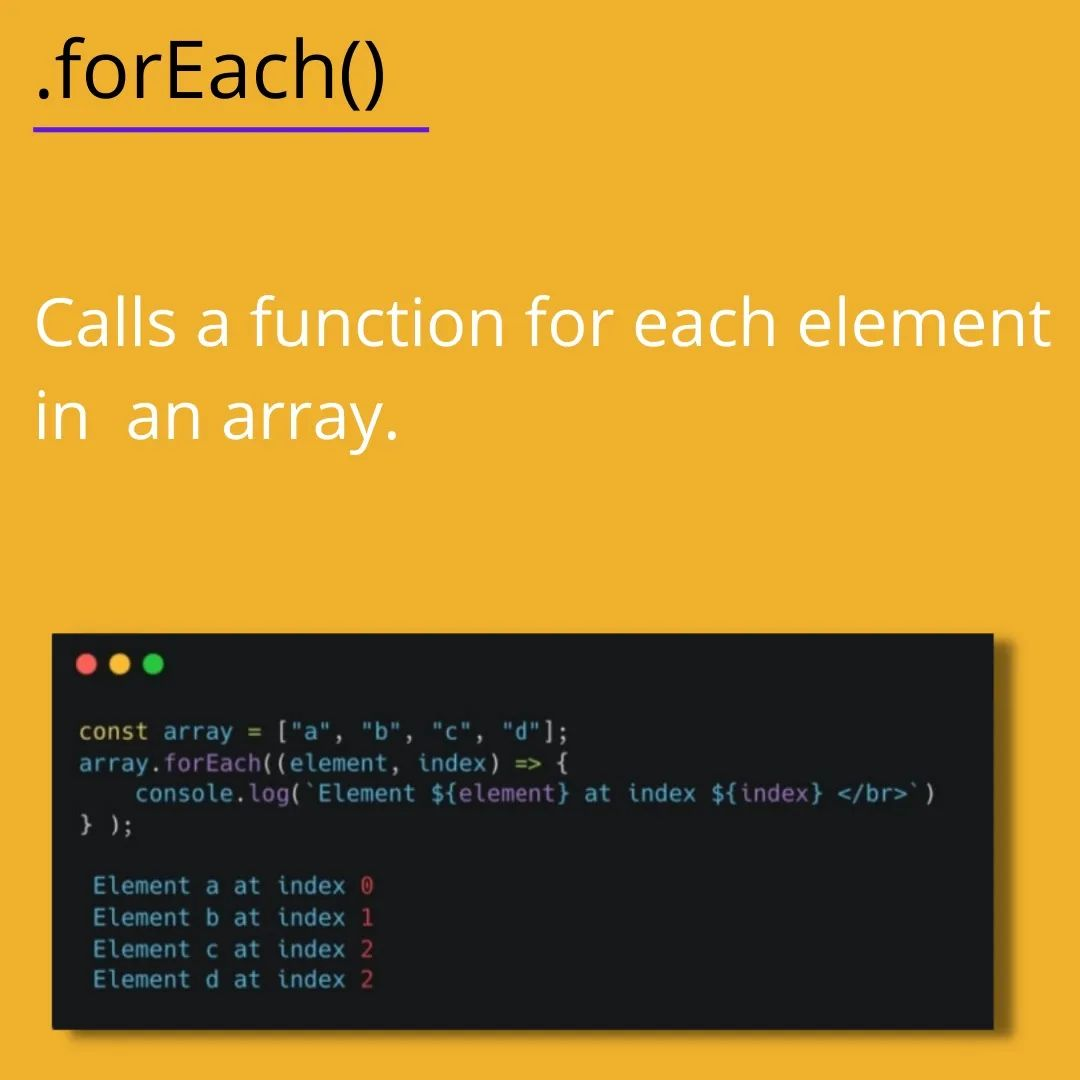 .forEach()
Calls a function for each element
in  an array.
const array = ["a", "b", "c", "d"];
array.forEach((element, index) => {
    console.log(`Element ${element} at index ${index} </br>`)
} );
Element a at index 0
Element b at index 1
Element c at index 2
Element d at index 2